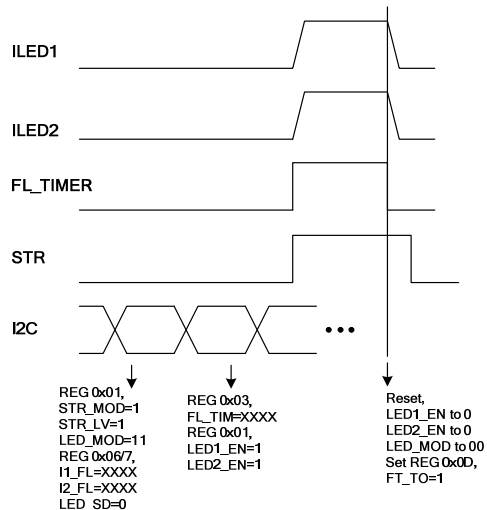 ILED1
ILED2
FL_TIMER
STR
I2C
REG 0x01,
STR_MOD=1
STR_LV=1
LED_MOD=11
REG 0x06/7,
I1_FL=XXXX
I2_FL=XXXX
LED_SD=0
REG 0x03,
FL_TIM=XXXX
REG 0x01,
LED1_EN=1
LED2_EN=1
Reset,
LED1_EN to 0
LED2_EN to 0
LED_MOD to 00
Set REG 0x0D,
FT_TO=1